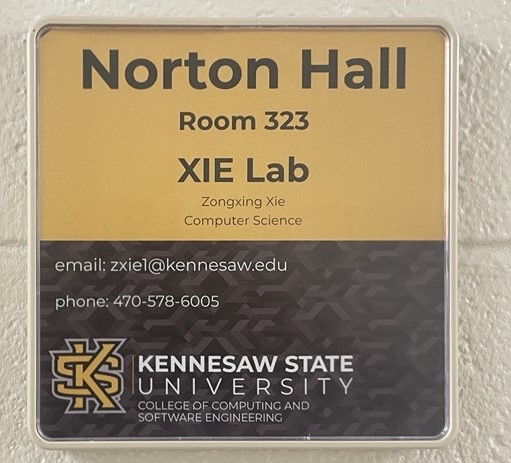 Norton Hall
Room 323
XIE Lab
Zongxing Xie
Computer Science
email: zxie1@kennesaw.edu
phone: 470-578-6005
KS
KENNESAW STATE
UNIVERSITY
COLLEGE OF COMPUTING AND
SOFTWARE ENGINEERING